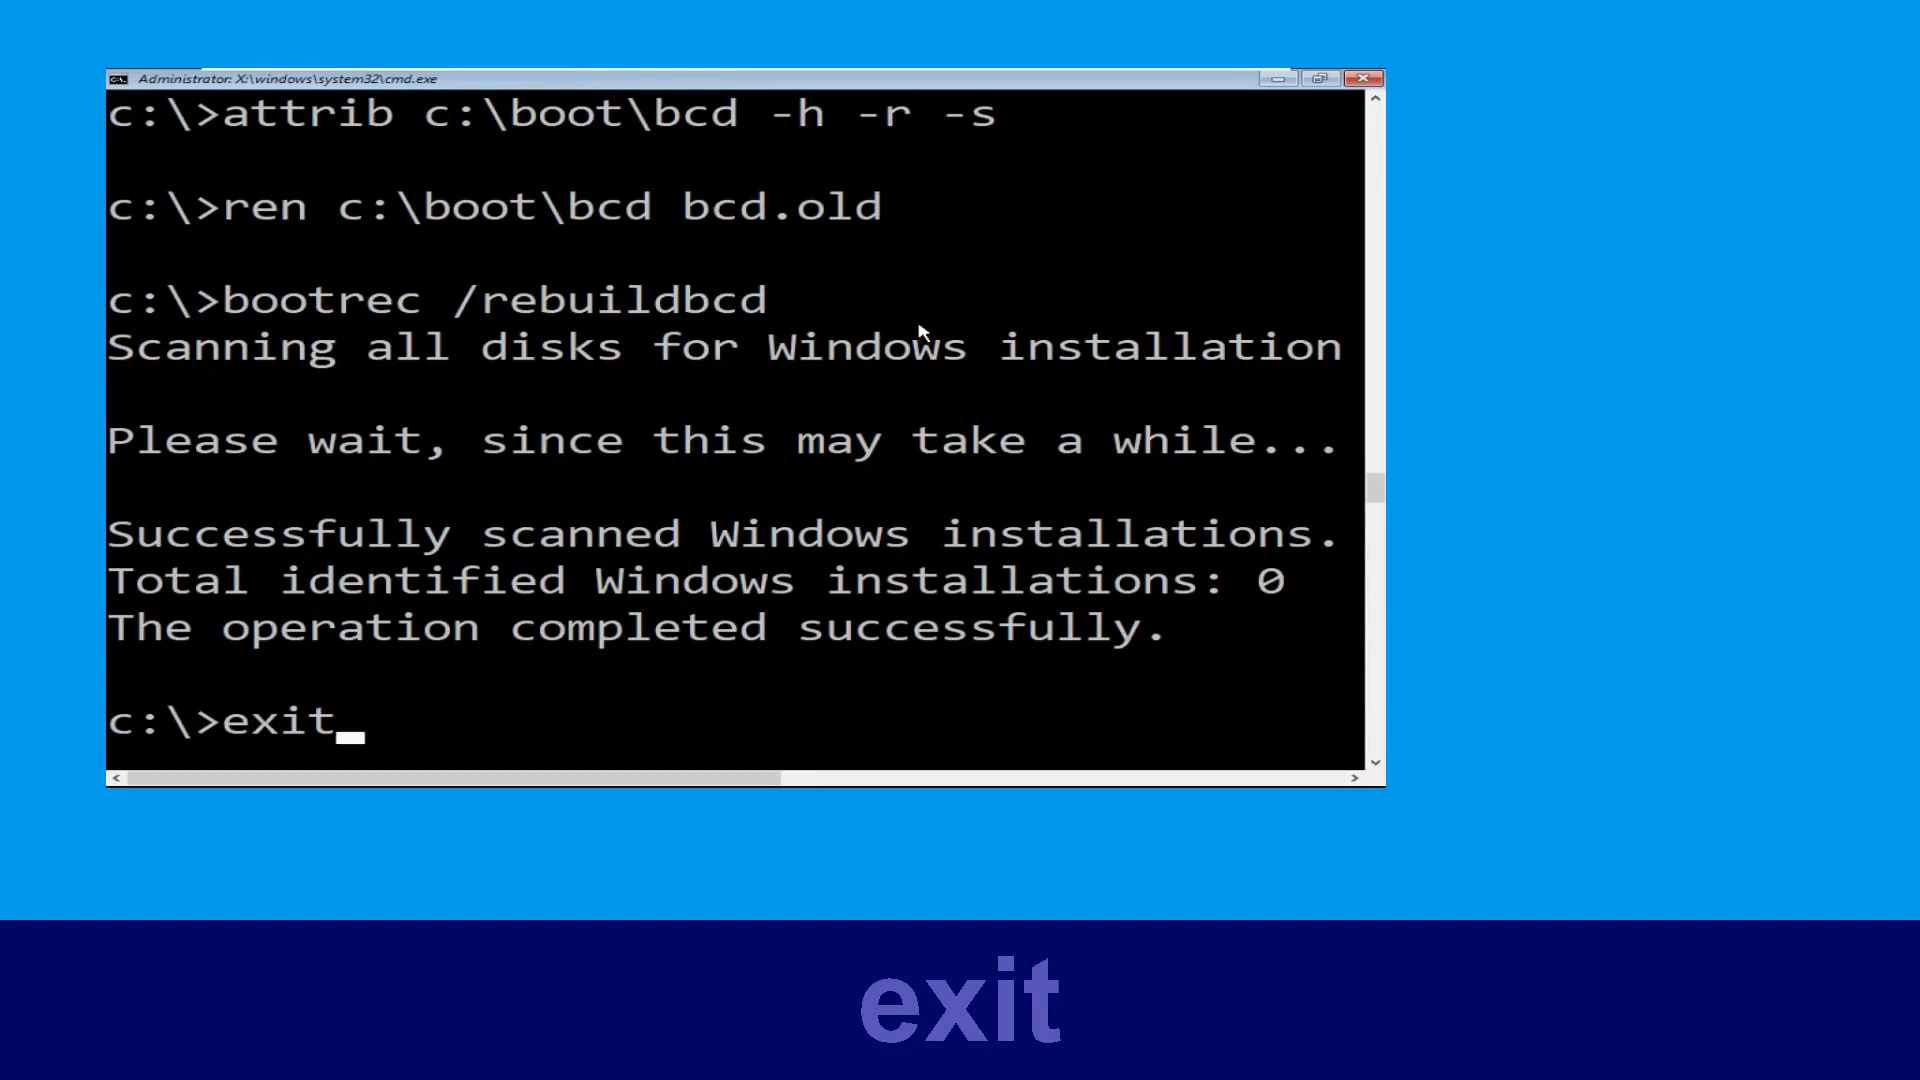 Administrator: X:\windows\system32\cmd.exe
c:\>attrib c:\boot\bcd -h -r -s
c:\>ren c:\boot\bcd bcd.old
c:\>bootrec /rebuildbcd
Scanning all disks for Windows installation
Please wait, since this may take a while...
Successfully scanned Windows installations.
Total identified Windows installations: 0
The operation completed successfully.
c:\>exit_
exit